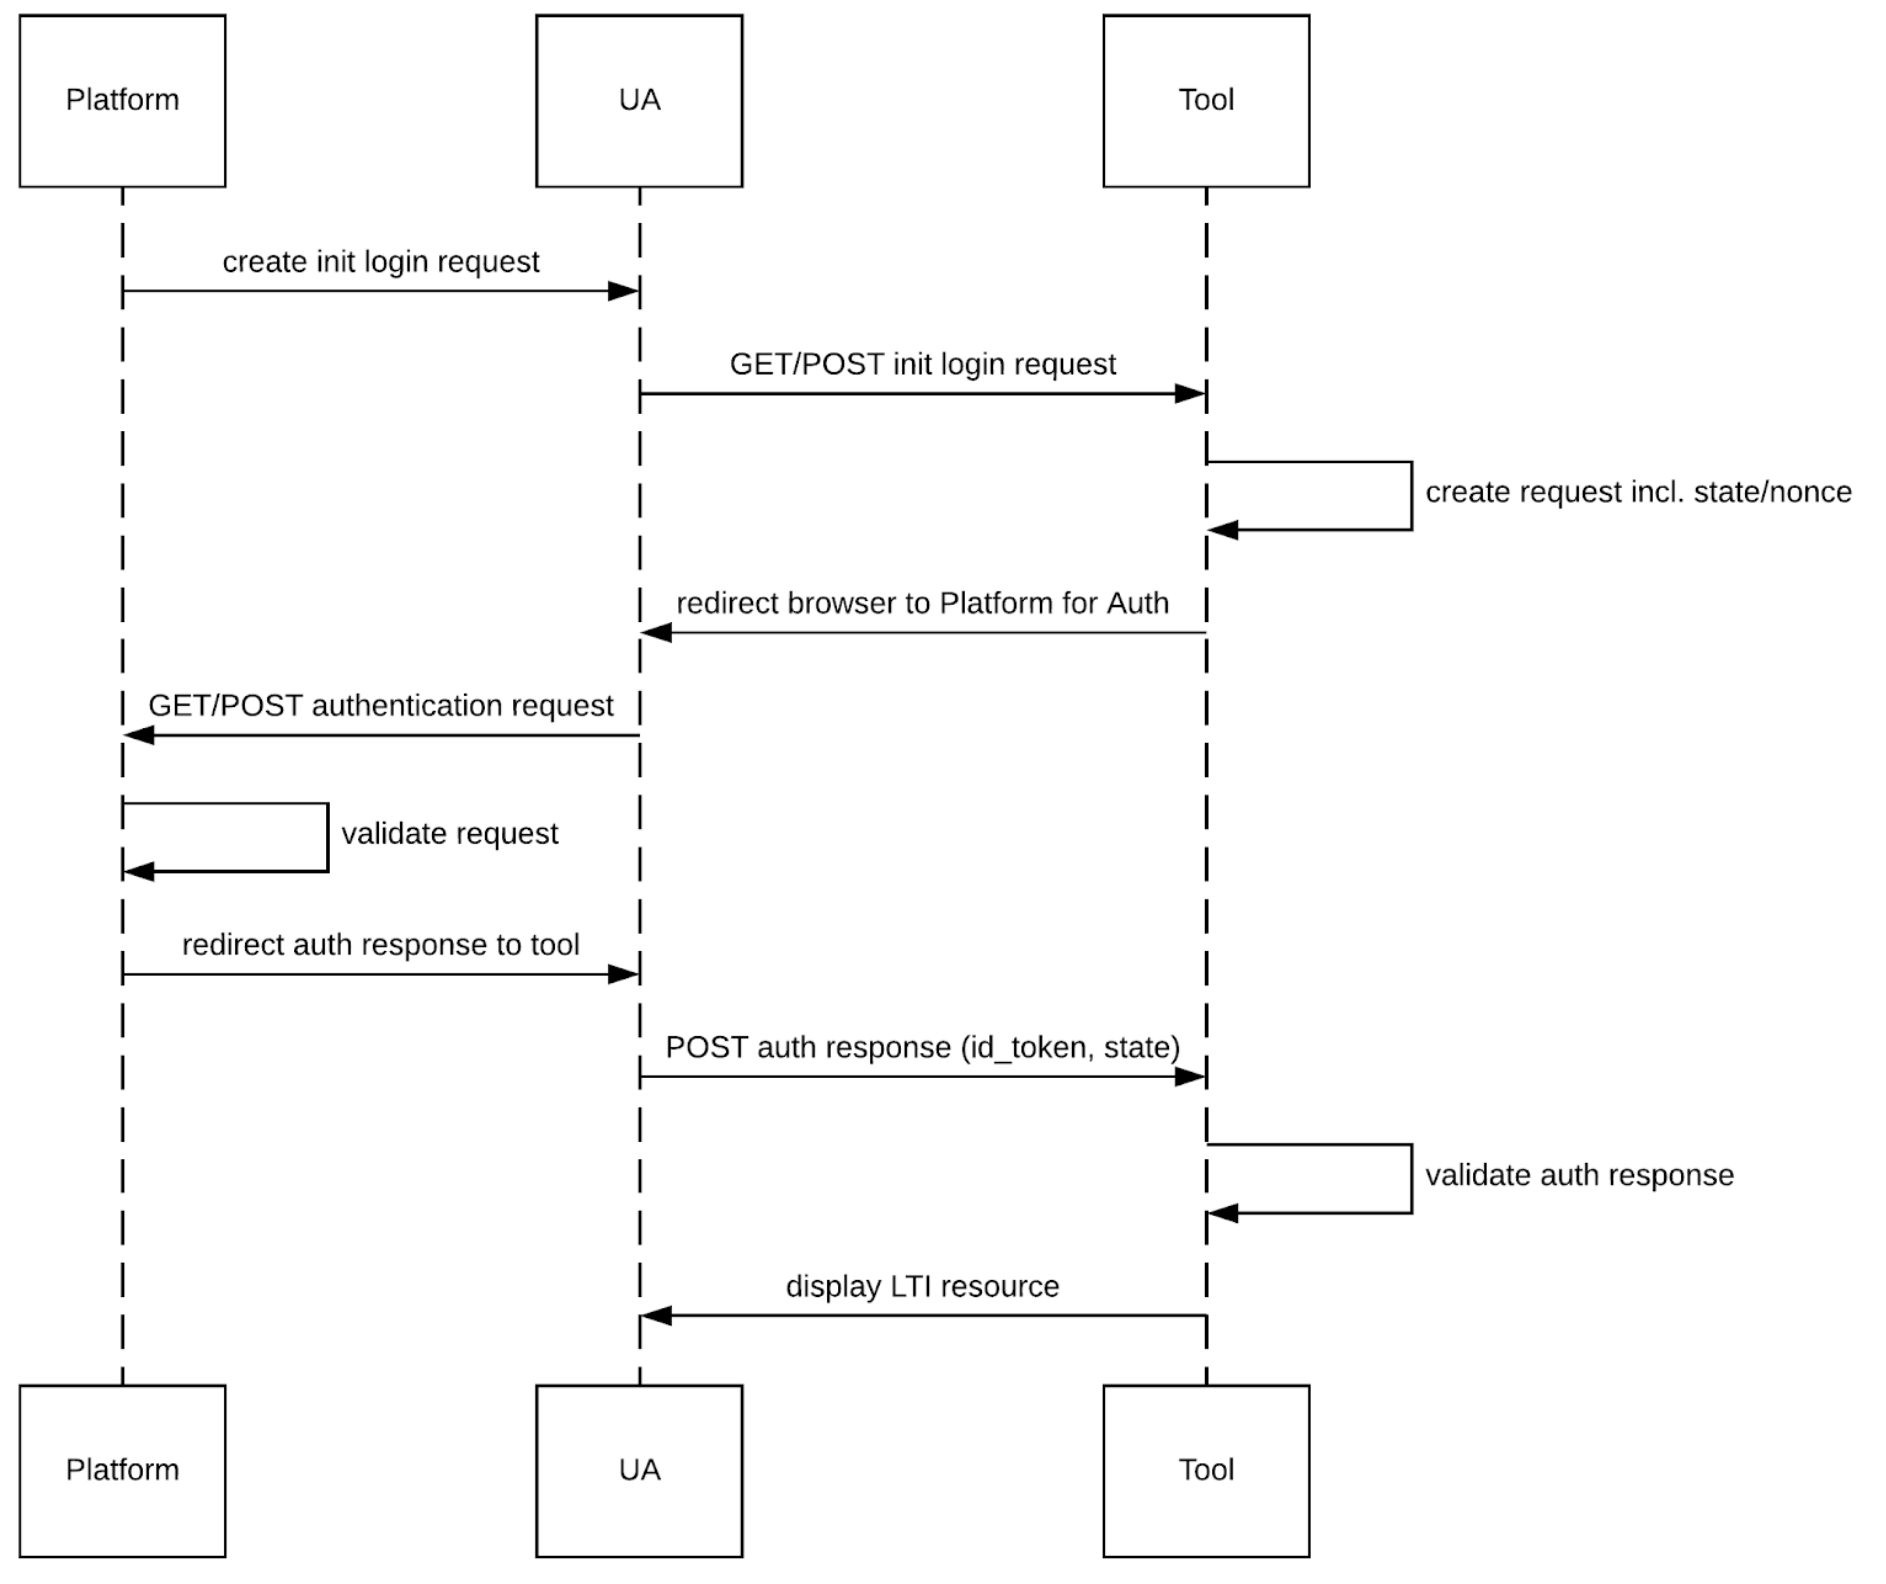 Platform
UA
Tool
create init login request
GET/POST init login request
create request incl. state/nonce
redirect browser to Platform for Auth
GET/POST authentication request
validate request
redirect auth response to tool
POST auth response (id_token, state)
validate auth response
display LTI resource
Platform
UA
Tool